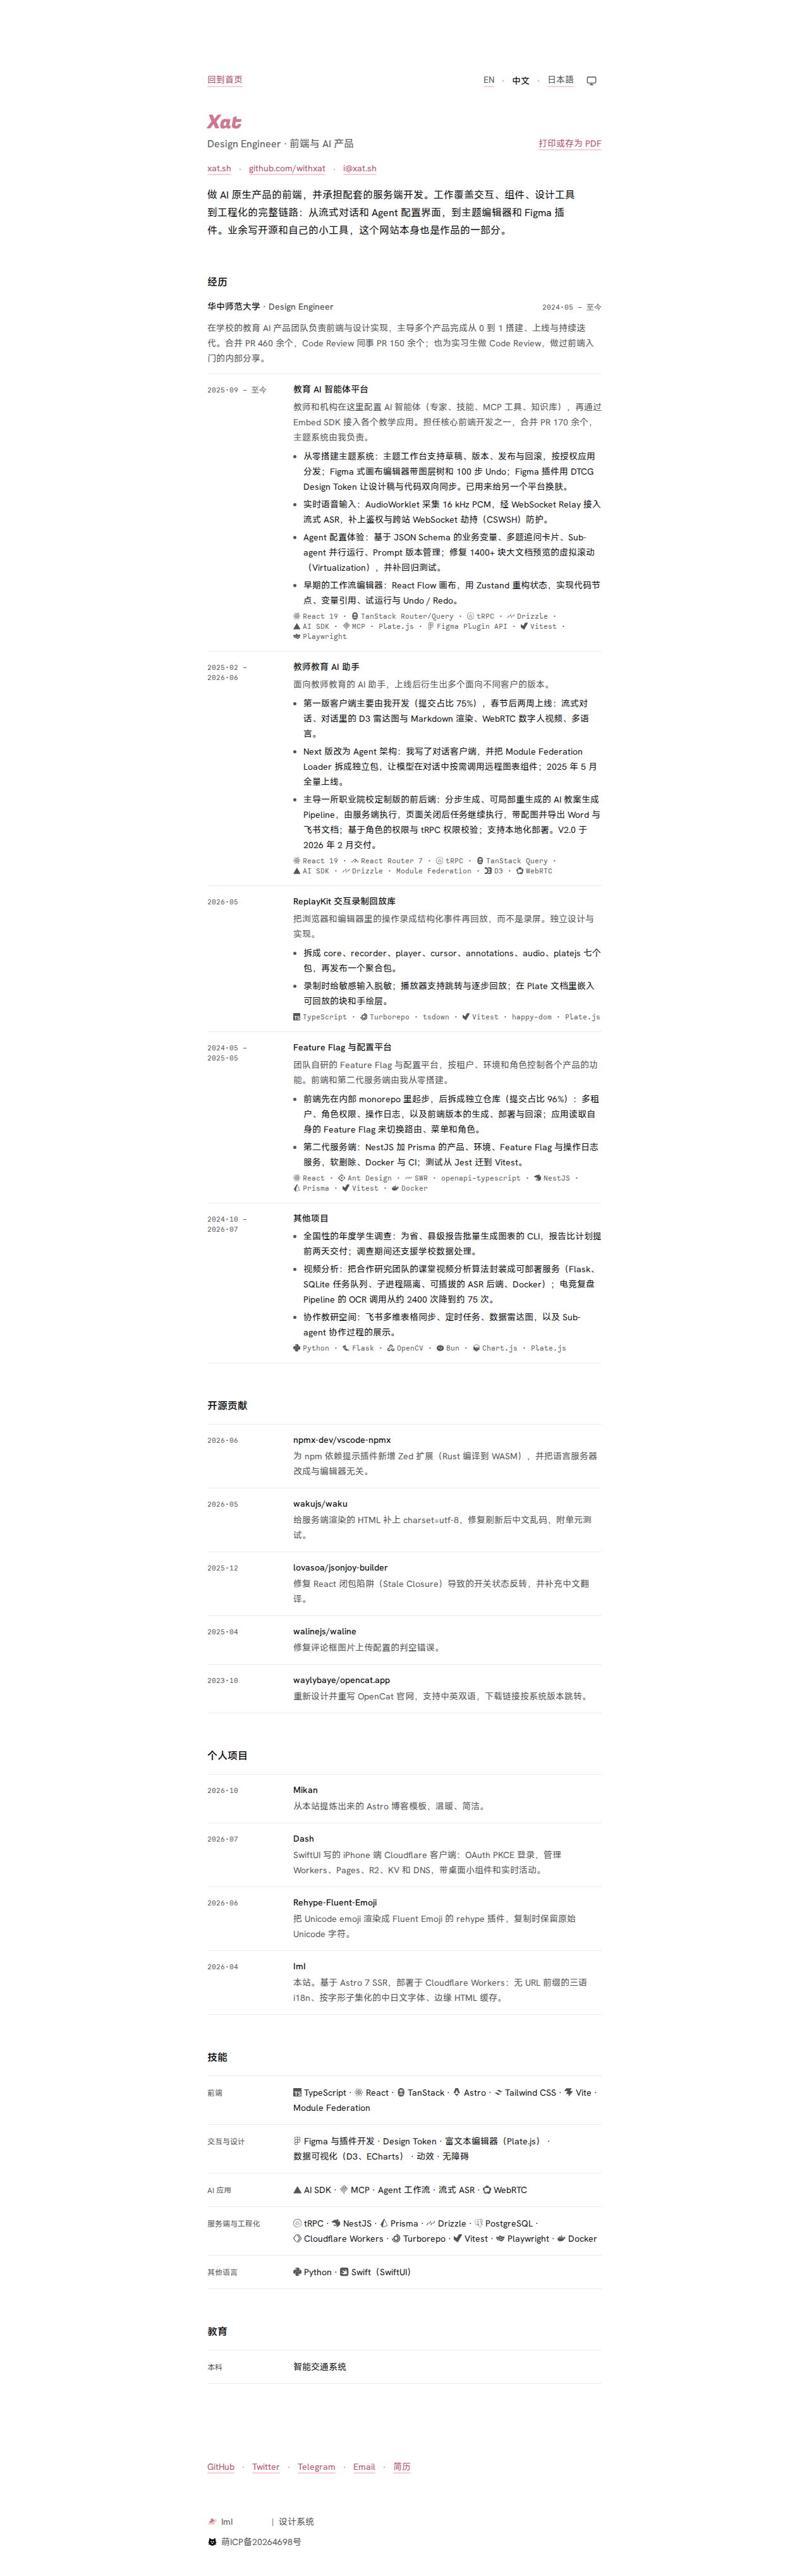 回到首页
EN · 中文 · 日本語
Xat
Design Engineer · 前端与 AI 产品
打印或存为 PDF
xat.sh · github.com/withxat · i@xat.sh
做 AI 原生产品的前端，并承担配套的服务端开发。工作覆盖交互、组件、设计工具
到工程化的完整链路：从流式对话和 Agent 配置界面，到主题编辑器和 Figma 插
件。业余写开源和自己的小工具，这个网站本身也是作品的一部分。
经历
华中师范大学 · Design Engineer
2024-05 – 至今
在学校的教育 AI 产品团队负责前端与设计实现，主导多个产品完成从 0 到 1 搭建、上线与持续迭
代。合并 PR 460 余个，Code Review 同事 PR 150 余个；也为实习生做 Code Review，做过前端入
门的内部分享。
2025-09 – 至今
教育 AI 智能体平台
教师和机构在这里配置 AI 智能体（专家、技能、MCP 工具、知识库），再通过
Embed SDK 接入各个教学应用。担任核心前端开发之一，合并 PR 170 余个，
主题系统由我负责。
• 从零搭建主题系统：主题工作台支持草稿、版本、发布与回滚，按授权应用
分发；Figma 式画布编辑器带图层树和 100 步 Undo；Figma 插件用 DTCG
Design Token 让设计稿与代码双向同步。已用来给另一个平台换肤。
• 实时语音输入：AudioWorklet 采集 16 kHz PCM，经 WebSocket Relay 接入
流式 ASR，补上鉴权与跨站 WebSocket 劫持（CSWSH）防护。
• Agent 配置体验：基于 JSON Schema 的业务变量、多题追问卡片、Sub-
agent 并行运行、Prompt 版本管理；修复 1400+ 块大文档预览的虚拟滚动
（Virtualization），并补回归测试。
• 早期的工作流编辑器：React Flow 画布，用 Zustand 重构状态，实现代码节
点、变量引用、试运行与 Undo / Redo。
React 19 · TanStack Router/Query · tRPC · Drizzle ·
AI SDK · MCP · Plate.js · Figma Plugin API · Vitest ·
Playwright
2025-02 –
2026-06
教师教育 AI 助手
面向教师教育的 AI 助手，上线后衍生出多个面向不同客户的版本。
• 第一版客户端主要由我开发（提交占比 75%），春节后两周上线：流式对
话、对话里的 D3 雷达图与 Markdown 渲染、WebRTC 数字人视频、多语
言。
• Next 版改为 Agent 架构：我写了对话客户端，并把 Module Federation
Loader 拆成独立包，让模型在对话中按需调用远程图表组件；2025 年 5 月
全量上线。
• 主导一所职业院校定制版的前后端：分步生成、可局部重生成的 AI 教案生成
Pipeline，由服务端执行，页面关闭后任务继续执行，带配图并导出 Word 与
飞书文档；基于角色的权限与 tRPC 权限校验；支持本地化部署。V2.0 于
2026 年 2 月交付。
React 19 · React Router 7 · tRPC · TanStack Query ·
AI SDK · Drizzle · Module Federation · D3 · WebRTC
2026-05
ReplayKit 交互录制回放库
把浏览器和编辑器里的操作录成结构化事件再回放，而不是录屏。独立设计与
实现。
• 拆成 core、recorder、player、cursor、annotations、audio、platejs 七个
包，再发布一个聚合包。
• 录制时给敏感输入脱敏；播放器支持跳转与逐步回放；在 Plate 文档里嵌入
可回放的块和手绘层。
TypeScript · Turborepo · tsdown · Vitest · happy-dom · Plate.js
2024-05 –
2025-05
Feature Flag 与配置平台
团队自研的 Feature Flag 与配置平台，按租户、环境和角色控制各个产品的功
能。前端和第二代服务端由我从零搭建。
• 前端先在内部 monorepo 里起步，后拆成独立仓库（提交占比 96%）：多租
户、角色权限、操作日志，以及前端版本的生成、部署与回滚；应用读取自
身的 Feature Flag 来切换路由、菜单和角色。
• 第二代服务端：NestJS 加 Prisma 的产品、环境、Feature Flag 与操作日志
服务，软删除、Docker 与 CI；测试从 Jest 迁到 Vitest。
React · Ant Design · SWR · openapi-typescript · NestJS ·
Prisma · Vitest · Docker
2024-10 –
2026-07
其他项目
• 全国性的年度学生调查：为省、县级报告批量生成图表的 CLI，报告比计划提
前两天交付；调查期间还支援学校数据处理。
• 视频分析：把合作研究团队的课堂视频分析算法封装成可部署服务（Flask、
SQLite 任务队列、子进程隔离、可插拔的 ASR 后端、Docker）；电竞复盘
Pipeline 的 OCR 调用从约 2400 次降到约 75 次。
• 协作教研空间：飞书多维表格同步、定时任务、数据雷达图，以及 Sub-
agent 协作过程的展示。
Python · Flask · OpenCV · Bun · Chart.js · Plate.js
开源贡献
2026-06
npmx-dev/vscode-npmx
为 npm 依赖提示插件新增 Zed 扩展（Rust 编译到 WASM），并把语言服务器
改成与编辑器无关。
2026-05
wakujs/waku
给服务端渲染的 HTML 补上 charset=utf-8，修复刷新后中文乱码，附单元测
试。
2025-12
lovasoa/jsonjoy-builder
修复 React 闭包陷阱（Stale Closure）导致的开关状态反转，并补充中文翻
译。
2025-04
walinejs/waline
修复评论框图片上传配置的判空错误。
2023-10
waylybaye/opencat.app
重新设计并重写 OpenCat 官网，支持中英双语，下载链接按系统版本跳转。
个人项目
2026-10
Mikan
从本站提炼出来的 Astro 博客模板，温暖、简洁。
2026-07
Dash
SwiftUI 写的 iPhone 端 Cloudflare 客户端：OAuth PKCE 登录，管理
Workers、Pages、R2、KV 和 DNS，带桌面小组件和实时活动。
2026-06
Rehype-Fluent-Emoji
把 Unicode emoji 渲染成 Fluent Emoji 的 rehype 插件，复制时保留原始
Unicode 字符。
2026-04
Iml
本站。基于 Astro 7 SSR，部署于 Cloudflare Workers：无 URL 前缀的三语
i18n、按字形子集化的中日文字体、边缘 HTML 缓存。
技能
前端
TypeScript · React · TanStack · Astro · Tailwind CSS · Vite ·
Module Federation
交互与设计
Figma 与插件开发 · Design Token · 富文本编辑器（Plate.js） ·
数据可视化（D3、ECharts） · 动效 · 无障碍
AI 应用
AI SDK · MCP · Agent 工作流 · 流式 ASR · WebRTC
服务端与工程化
tRPC · NestJS · Prisma · Drizzle · PostgreSQL ·
Cloudflare Workers · Turborepo · Vitest · Playwright · Docker
其他语言
Python · Swift（SwiftUI）
教育
本科
智能交通系统
GitHub · Twitter · Telegram · Email · 简历
Iml | 设计系统
萌ICP备20264698号